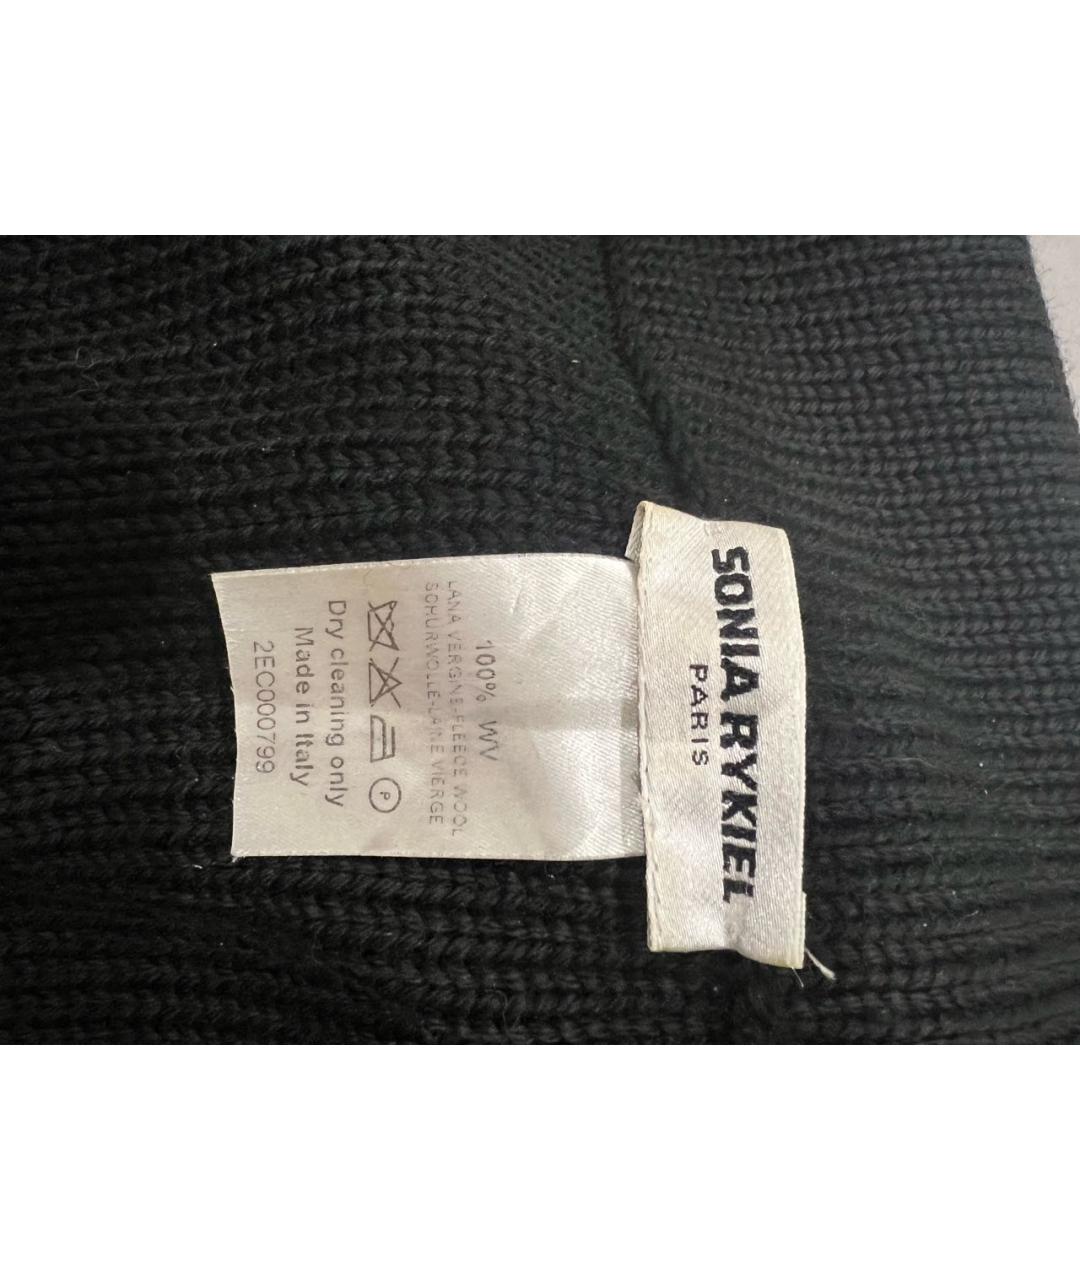 SONIA RYKIEL
PARIS
100% WV
LANA VERGINE-FLEECE WOOL
SCHURWOLLE-LAINE VIERGE
P
Dry cleaning only
Made in Italy
2EC000799